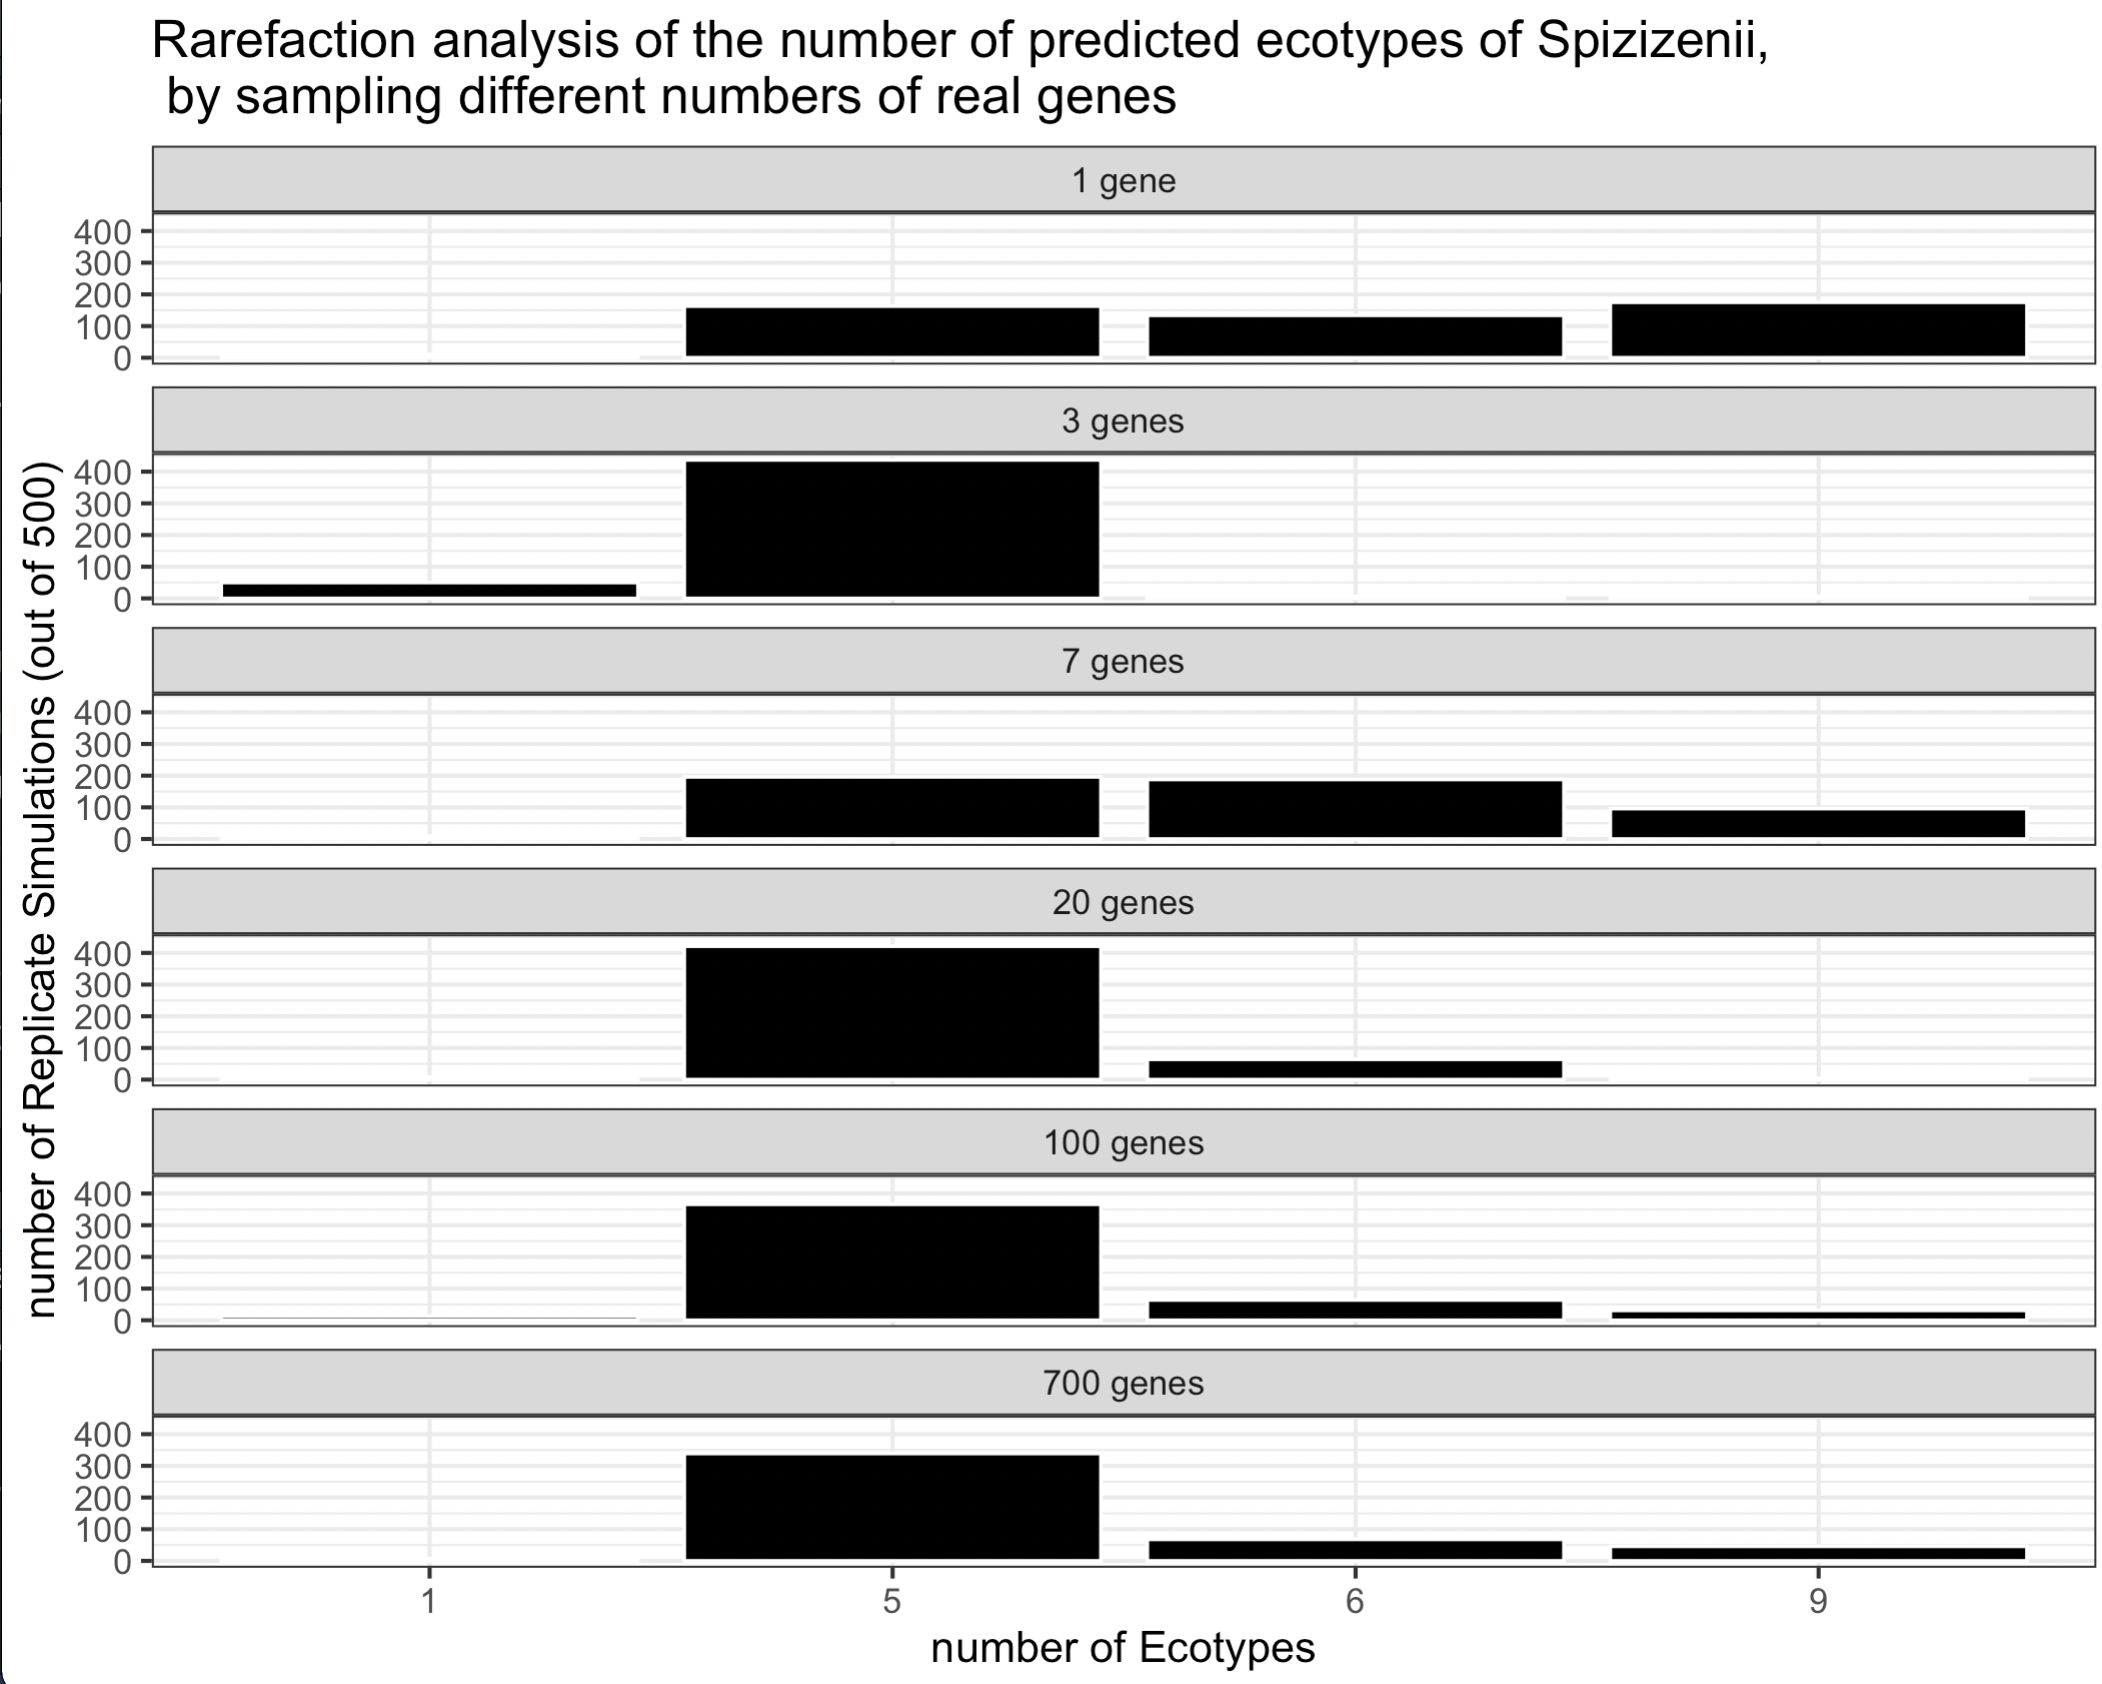 Rarefaction analysis of the number of predicted ecotypes of Spizizenii,
by sampling different numbers of real genes
number of Replicate Simulations (out of 500)
1 gene
400
300
200
100
0
3 genes
400
300
200
100
0
7 genes
400
300
200
100
0
20 genes
400
300
200
100
0
100 genes
400
300
200
100
0
700 genes
400
300
200
100
0
1 5 6 9
number of Ecotypes